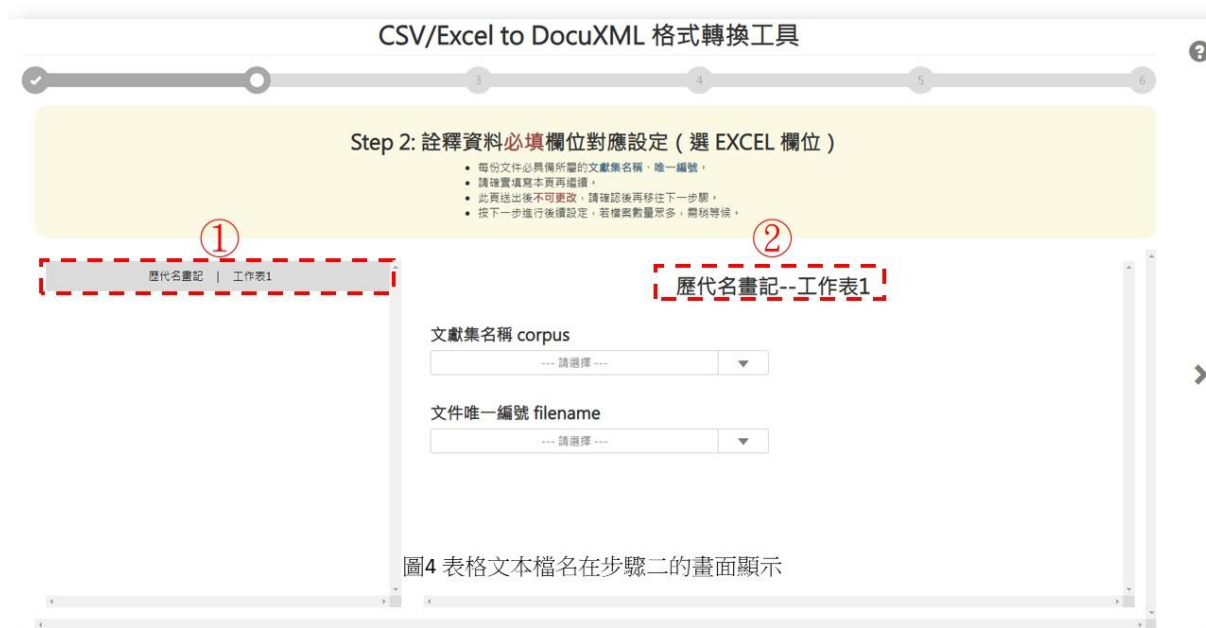 CSV/Excel to DocuXML 格式轉換工具
3
4
5
6
Step 2: 詮釋資料必填欄位對應設定（選 EXCEL 欄位）
• 每份文件必具備所屬的文獻集名稱、唯一編號。
• 請確實填寫本頁再繼續。
• 此頁送出後不可更改，請確認後再移往下一步驟。
• 按下一步進行後續設定，若檔案數量眾多，需稍等候。
①
②
歷代名畫記 | 工作表1
歷代名畫記--工作表1
文獻集名稱 corpus
--- 請選擇 ---
文件唯一編號 filename
--- 請選擇 ---
圖4 表格文本檔名在步驟二的畫面顯示